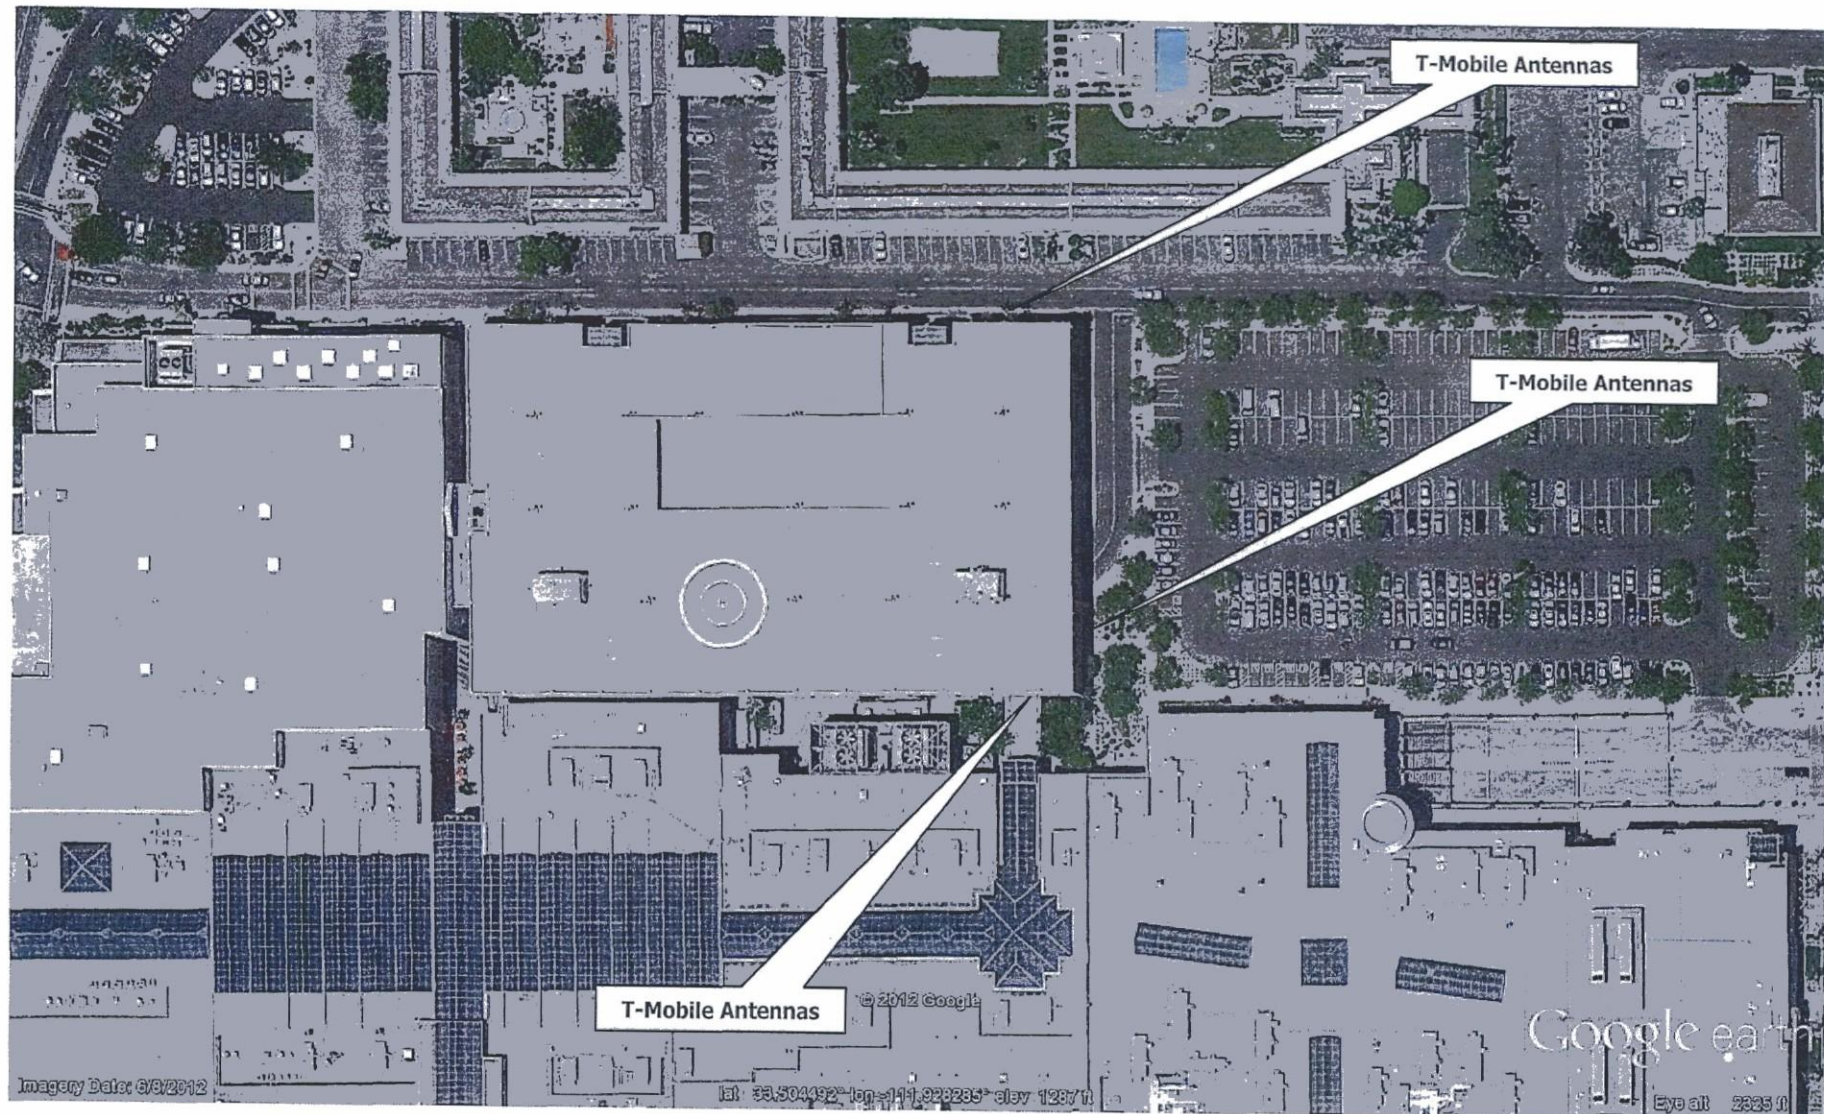 T-Mobile Antennas
T-Mobile Antennas
T-Mobile Antennas
© 2012 Google
Google earth
Imagery Date: 6/8/2012
lat 33.504492° lon -111.928285° elev 1287 ft
Eye alt 2325 ft